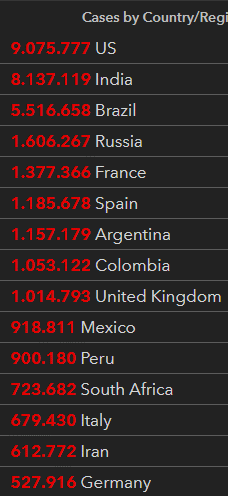 Cases by Country/Regi
9.075.777 US
8.137.119 India
5.516.658 Brazil
1.606.267 Russia
1.377.366 France
1.185.678 Spain
1.157.179 Argentina
1.053.122 Colombia
1.014.793 United Kingdom
918.811 Mexico
900.180 Peru
723.682 South Africa
679.430 Italy
612.772 Iran
527.916 Germany